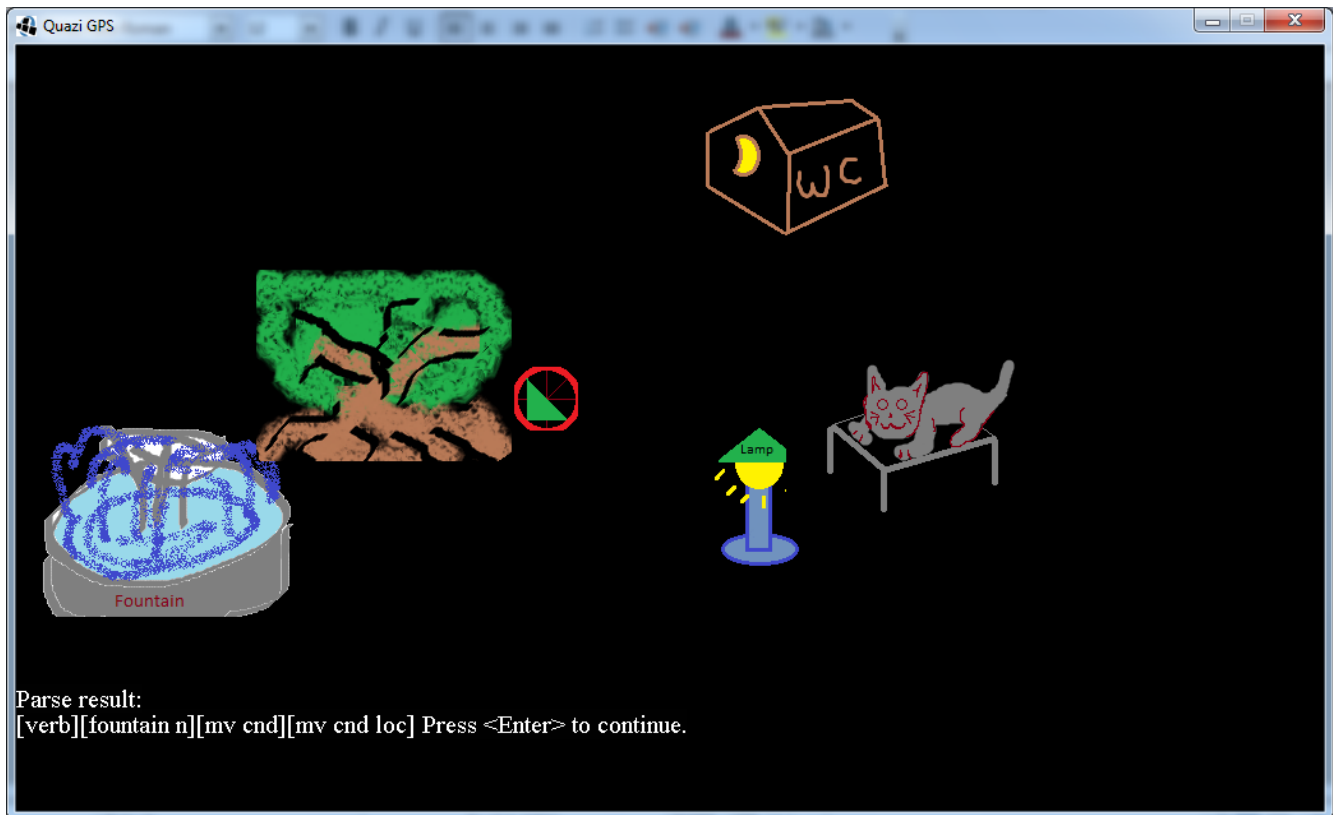 Quazi GPS
WC
Lamp
Fountain
Parse result:
[verb][fountain n][mv cnd][mv cnd loc] Press <Enter> to continue.